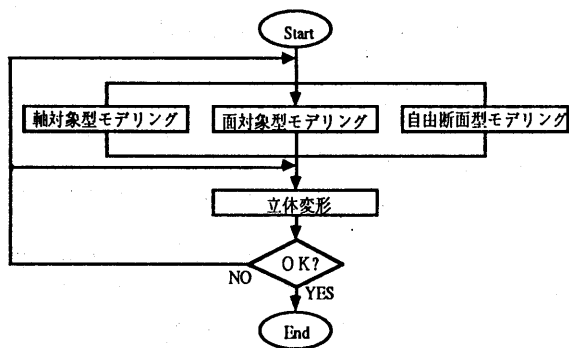 Start
軸対象型モデリング
面対象型モデリング
自由断面型モデリング
立体変形
OK?
NO
YES
End